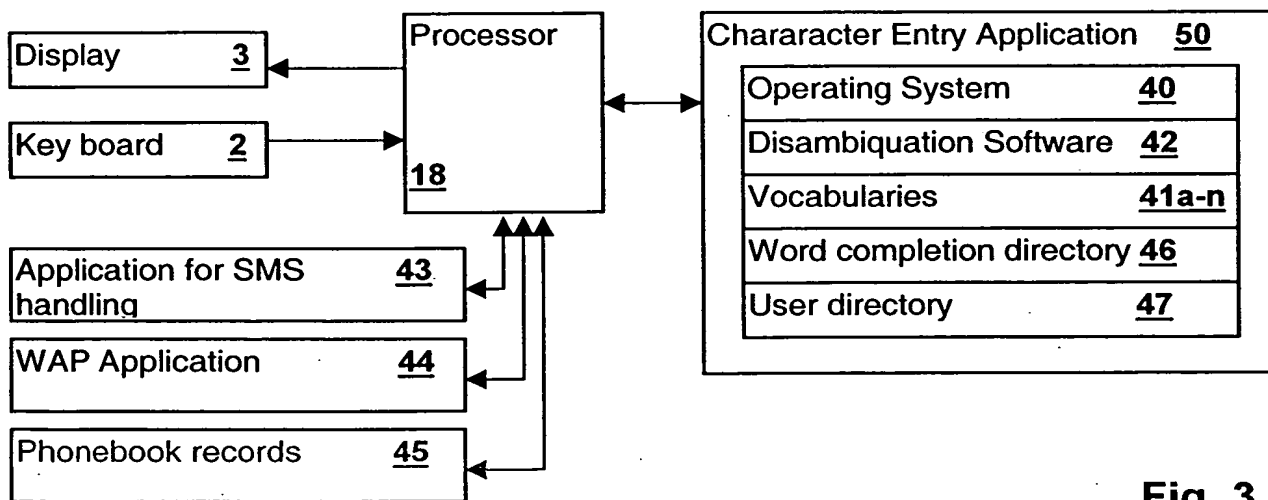 Display 3
Key board 2
Processor
18
Application for SMS 43
handling
WAP Application 44
Phonebook records 45
Chararacter Entry Application 50
Operating System 40
Disambiquation Software 42
Vocabularies 41a-n
Word completion directory 46
User directory 47
Fig. 3